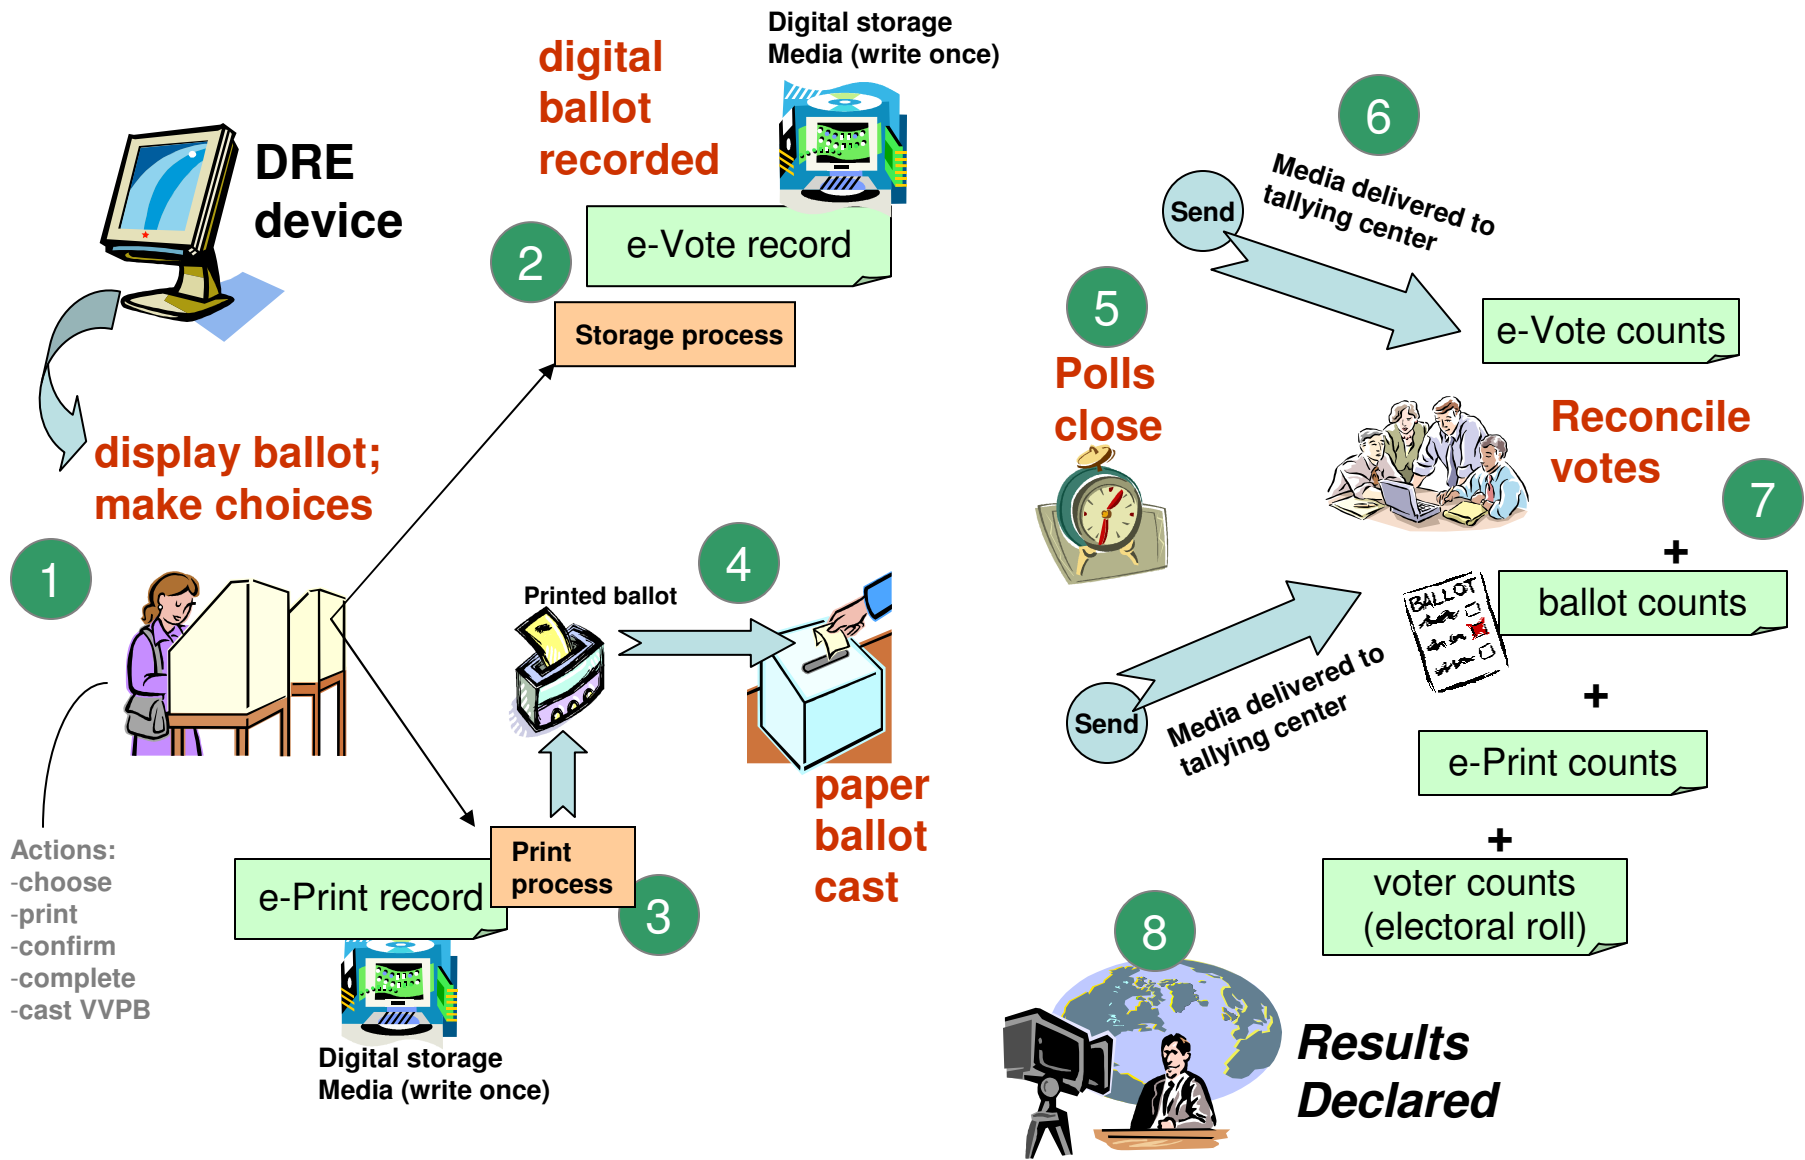 DRE
device
display ballot;
make choices
1
Actions:
-choose
-print
-confirm
-complete
-cast VVPB
digital
ballot
recorded
Digital storage
Media (write once)
2
e-Vote record
Storage process
Print
process
3
e-Print record
Digital storage
Media (write once)
Printed ballot
4
paper
ballot
cast
5
Polls
close
6
Send
Media delivered to
tallying center
Send
Media delivered to
tallying center
e-Vote counts
Reconcile
votes
7
+
BALLOT
ballot counts
+
e-Print counts
+
voter counts
(electoral roll)
8
Results
Declared